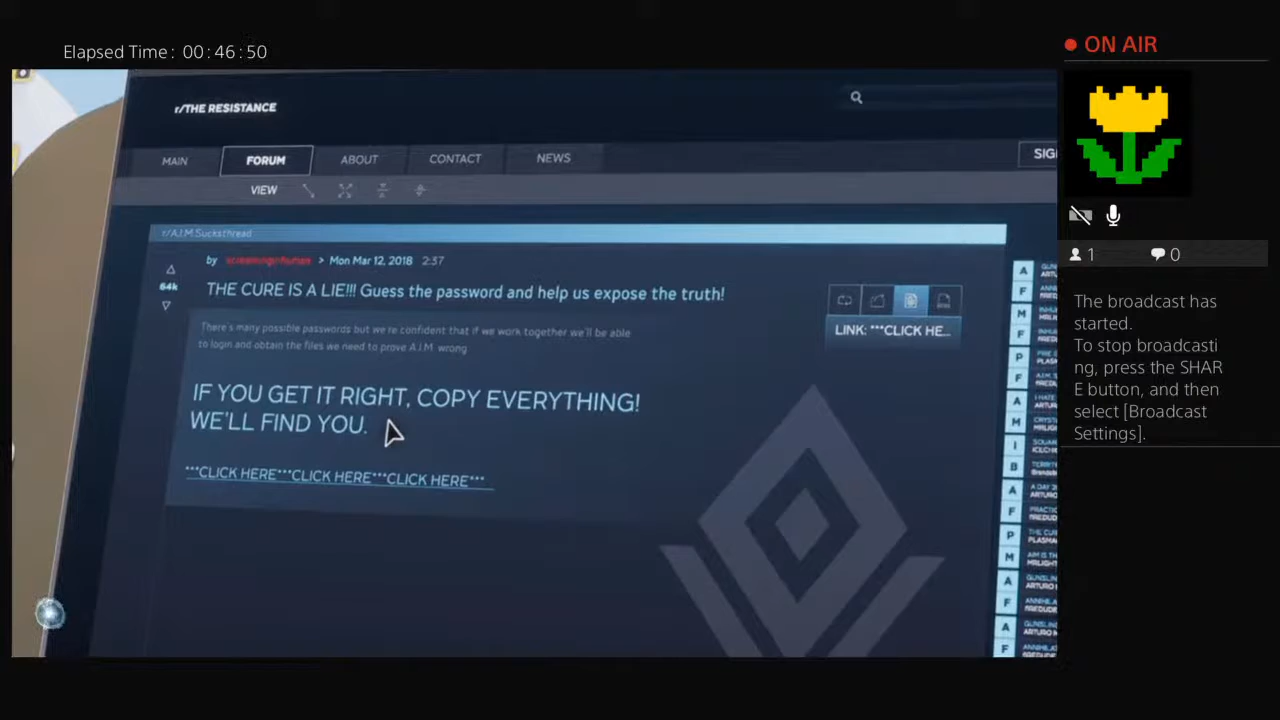 Elapsed Time: 00:46:50
ON AIR
r/THE RESISTANCE
MAIN
FORUM
ABOUT
CONTACT
NEWS
SIG
VIEW
r/A.I.M Sucksthread
by > Mon Mar 12, 2018 2:37
64k
THE CURE IS A LIE!!! Guess the password and help us expose the truth!
There's many possible passwords but we're confident that if we work together we'll be able
to login and obtain the files we need to prove A.I.M. wrong
LINK: ***CLICK HE...
IF YOU GET IT RIGHT, COPY EVERYTHING!
WE'LL FIND YOU.
***CLICK HERE***CLICK HERE***CLICK HERE***
A
F
M
F
P
F
A
M
I
B
A
F
P
M
A
F
A
F
1
0
The broadcast has
started.
To stop broadcasti
ng, press the SHAR
E button, and then
select [Broadcast
Settings].